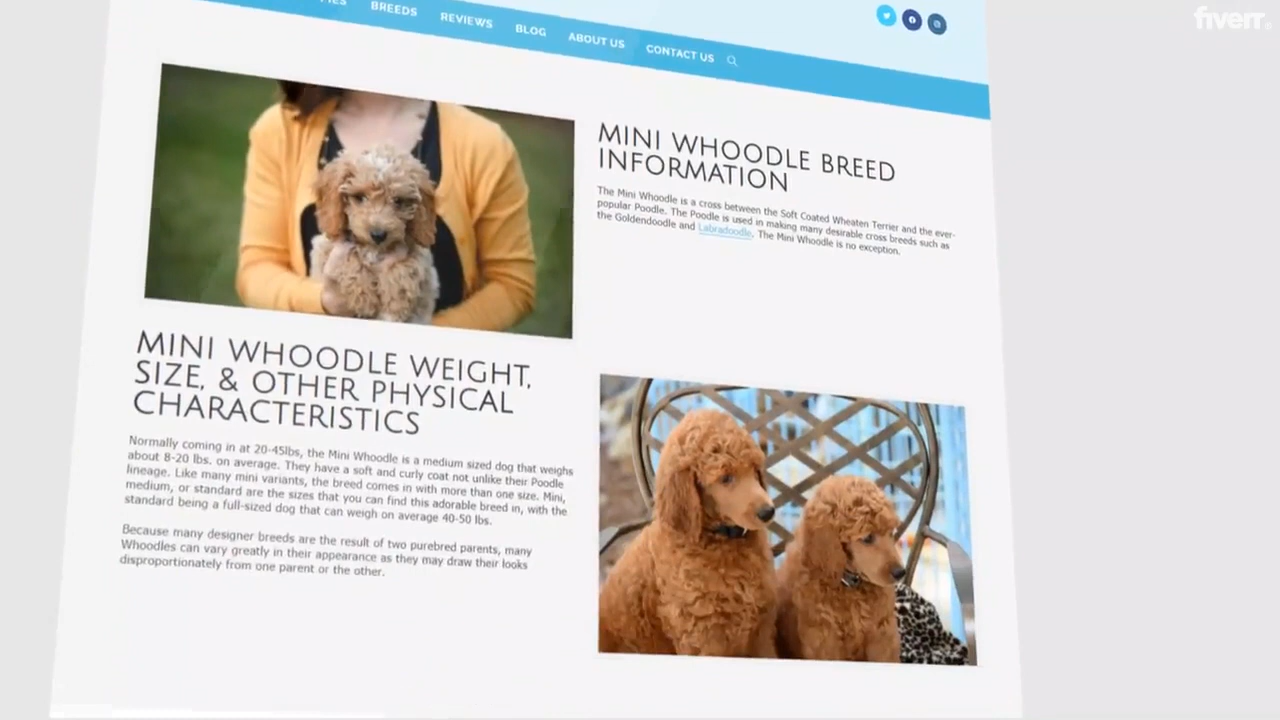 BREEDS
REVIEWS
BLOG
ABOUT US
CONTACT US
fiverr®
MINI WHOODLE BREED
INFORMATION
The Mini Whoodle is a cross between the Soft Coated Wheaten Terrier and the ever-
popular Poodle. The Poodle is used in making many desirable cross breeds such as
the Goldendoodle and Labradoodle. The Mini Whoodle is no exception.
MINI WHOODLE WEIGHT,
SIZE, & OTHER PHYSICAL
CHARACTERISTICS
Normally coming in at 20-45lbs, the Mini Whoodle is a medium sized dog that weighs
about 8-20 lbs. on average. They have a soft and curly coat not unlike their Poodle
lineage. Like many mini variants, the breed comes in with more than one size. Mini,
medium, or standard are the sizes that you can find this adorable breed in, with the
standard being a full-sized dog that can weigh on average 40-50 lbs.
Because many designer breeds are the result of two purebred parents, many
Whoodles can vary greatly in their appearance as they may draw their looks
disproportionately from one parent or the other.